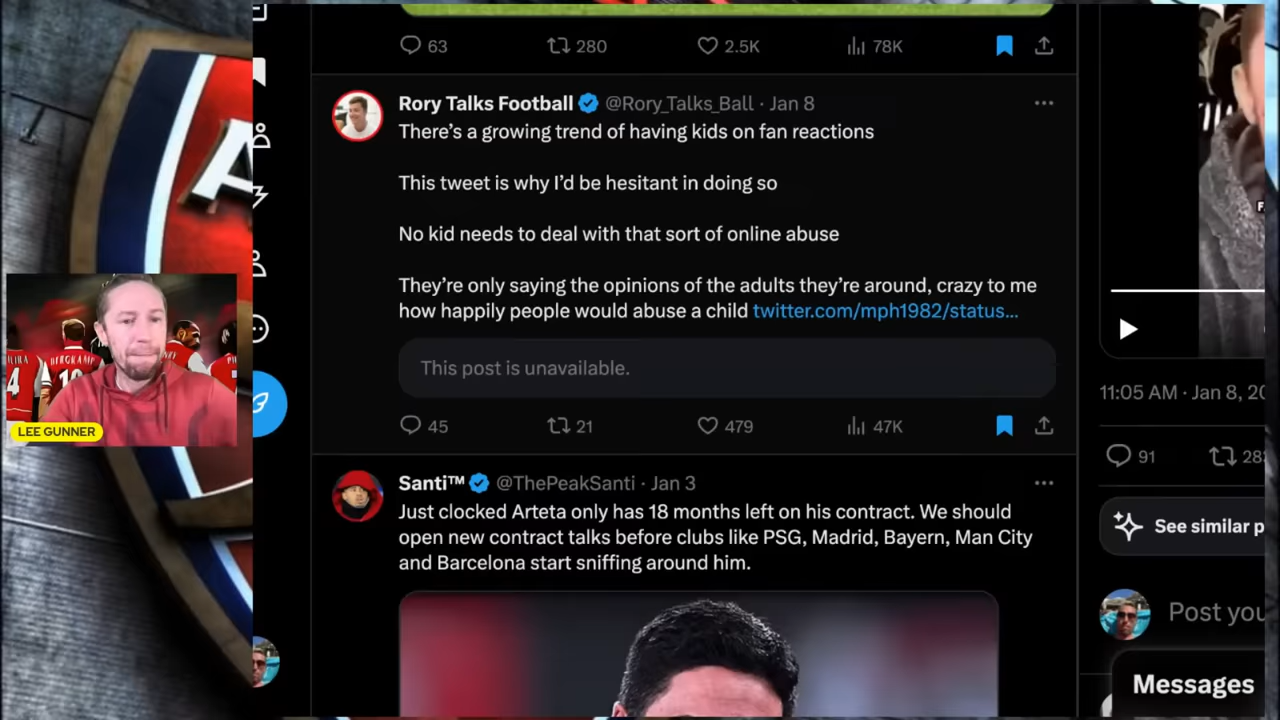 63
280
2.5K
78K
Rory Talks Football @Rory_Talks_Ball · Jan 8
There's a growing trend of having kids on fan reactions
This tweet is why I'd be hesitant in doing so
No kid needs to deal with that sort of online abuse
They're only saying the opinions of the adults they're around, crazy to me
how happily people would abuse a child twitter.com/mph1982/status...
This post is unavailable.
45
21
479
47K
Santi™ @ThePeakSanti · Jan 3
Just clocked Arteta only has 18 months left on his contract. We should
open new contract talks before clubs like PSG, Madrid, Bayern, Man City
and Barcelona start sniffing around him.
11:05 AM · Jan 8, 20
91
28
See similar p
Post you
Messages
BERGKAMP
4
10
LEE GUNNER